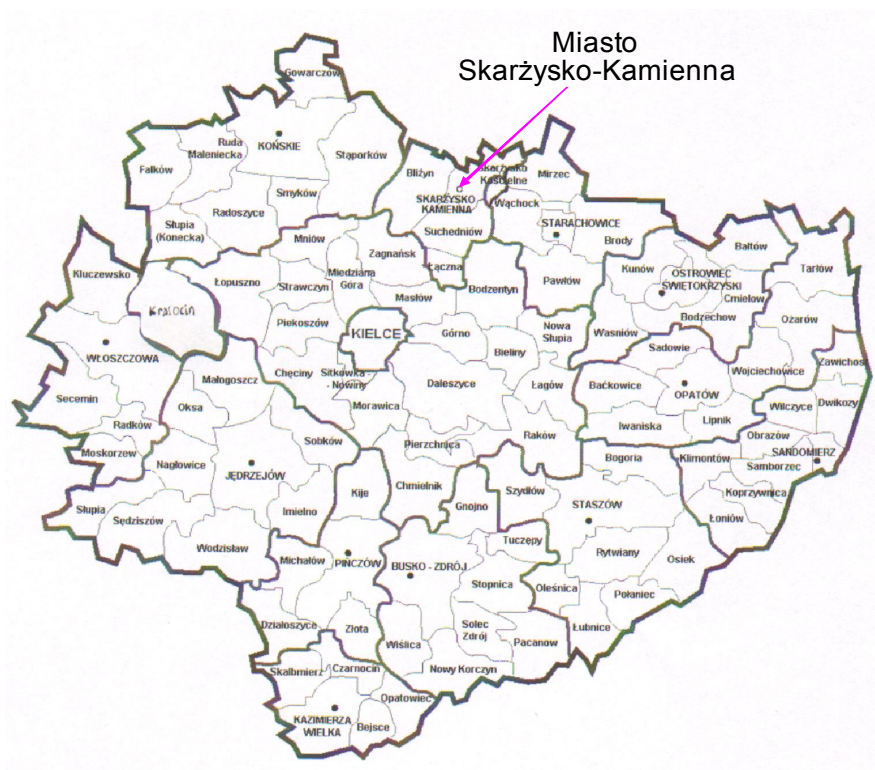 Miasto
Skarżysko-Kamienna
Gowarczów
Ruda
Maleniecka
KOŃSKIE
Stąporków
Fałków
Smyków
Radoszyce
Słupia
(Konecka)
Bliżyn
Skarżysko
Kościelne
Mirzec
SKARŻYSKO
KAMIENNA
Wąchock
Suchedniów
STARACHOWICE
Brody
Mniów
Zagnańsk
Łączna
Kluczewsko
Łopuszno
Strawczyn
Miedziana
Góra
Masłów
Bodzentyn
Pawłów
Kunów
OSTROWIEC
ŚWIĘTOKRZYSKI
Bałtów
Tarłów
Ćmielów
Bodzechow
Ożarów
Krasocin
Piekoszów
KIELCE
Górno
Nowa
Słupia
Waśniów
Sadowie
WŁOSZCZOWA
Małogoszcz
Chęciny
Sitkówka -
- Nowiny
Bieliny
Daleszyce
Łagów
Baćkowice
OPATÓW
Wojciechowice
Zawichost
Secemin
Oksa
Morawica
Radków
Iwaniska
Lipnik
Wilczyce
Dwikozy
Moskorzew
Sobków
Pierzchnica
Raków
Obrazów
Nagłowice
JĘDRZEJÓW
Bogoria
Klimontów
SANDOMIERZ
Samborzec
Słupia
Sędziszów
Imielno
Kije
Chmielnik
Gnojno
Szydłów
STASZÓW
Koprzywnica
Łoniów
Wodzisław
Michałów
PIŃCZÓW
BUSKO - ZDRÓJ
Tuczępy
Rytwiany
Osiek
Stopnica
Oleśnica
Połaniec
Działoszyce
Złota
Wiślica
Solec
Zdrój
Pacanow
Łubnice
Skalbmierz
Czarnocin
Nowy Korczyn
Opatowiec
KAZIMIERZA
WIELKA
Bejsce